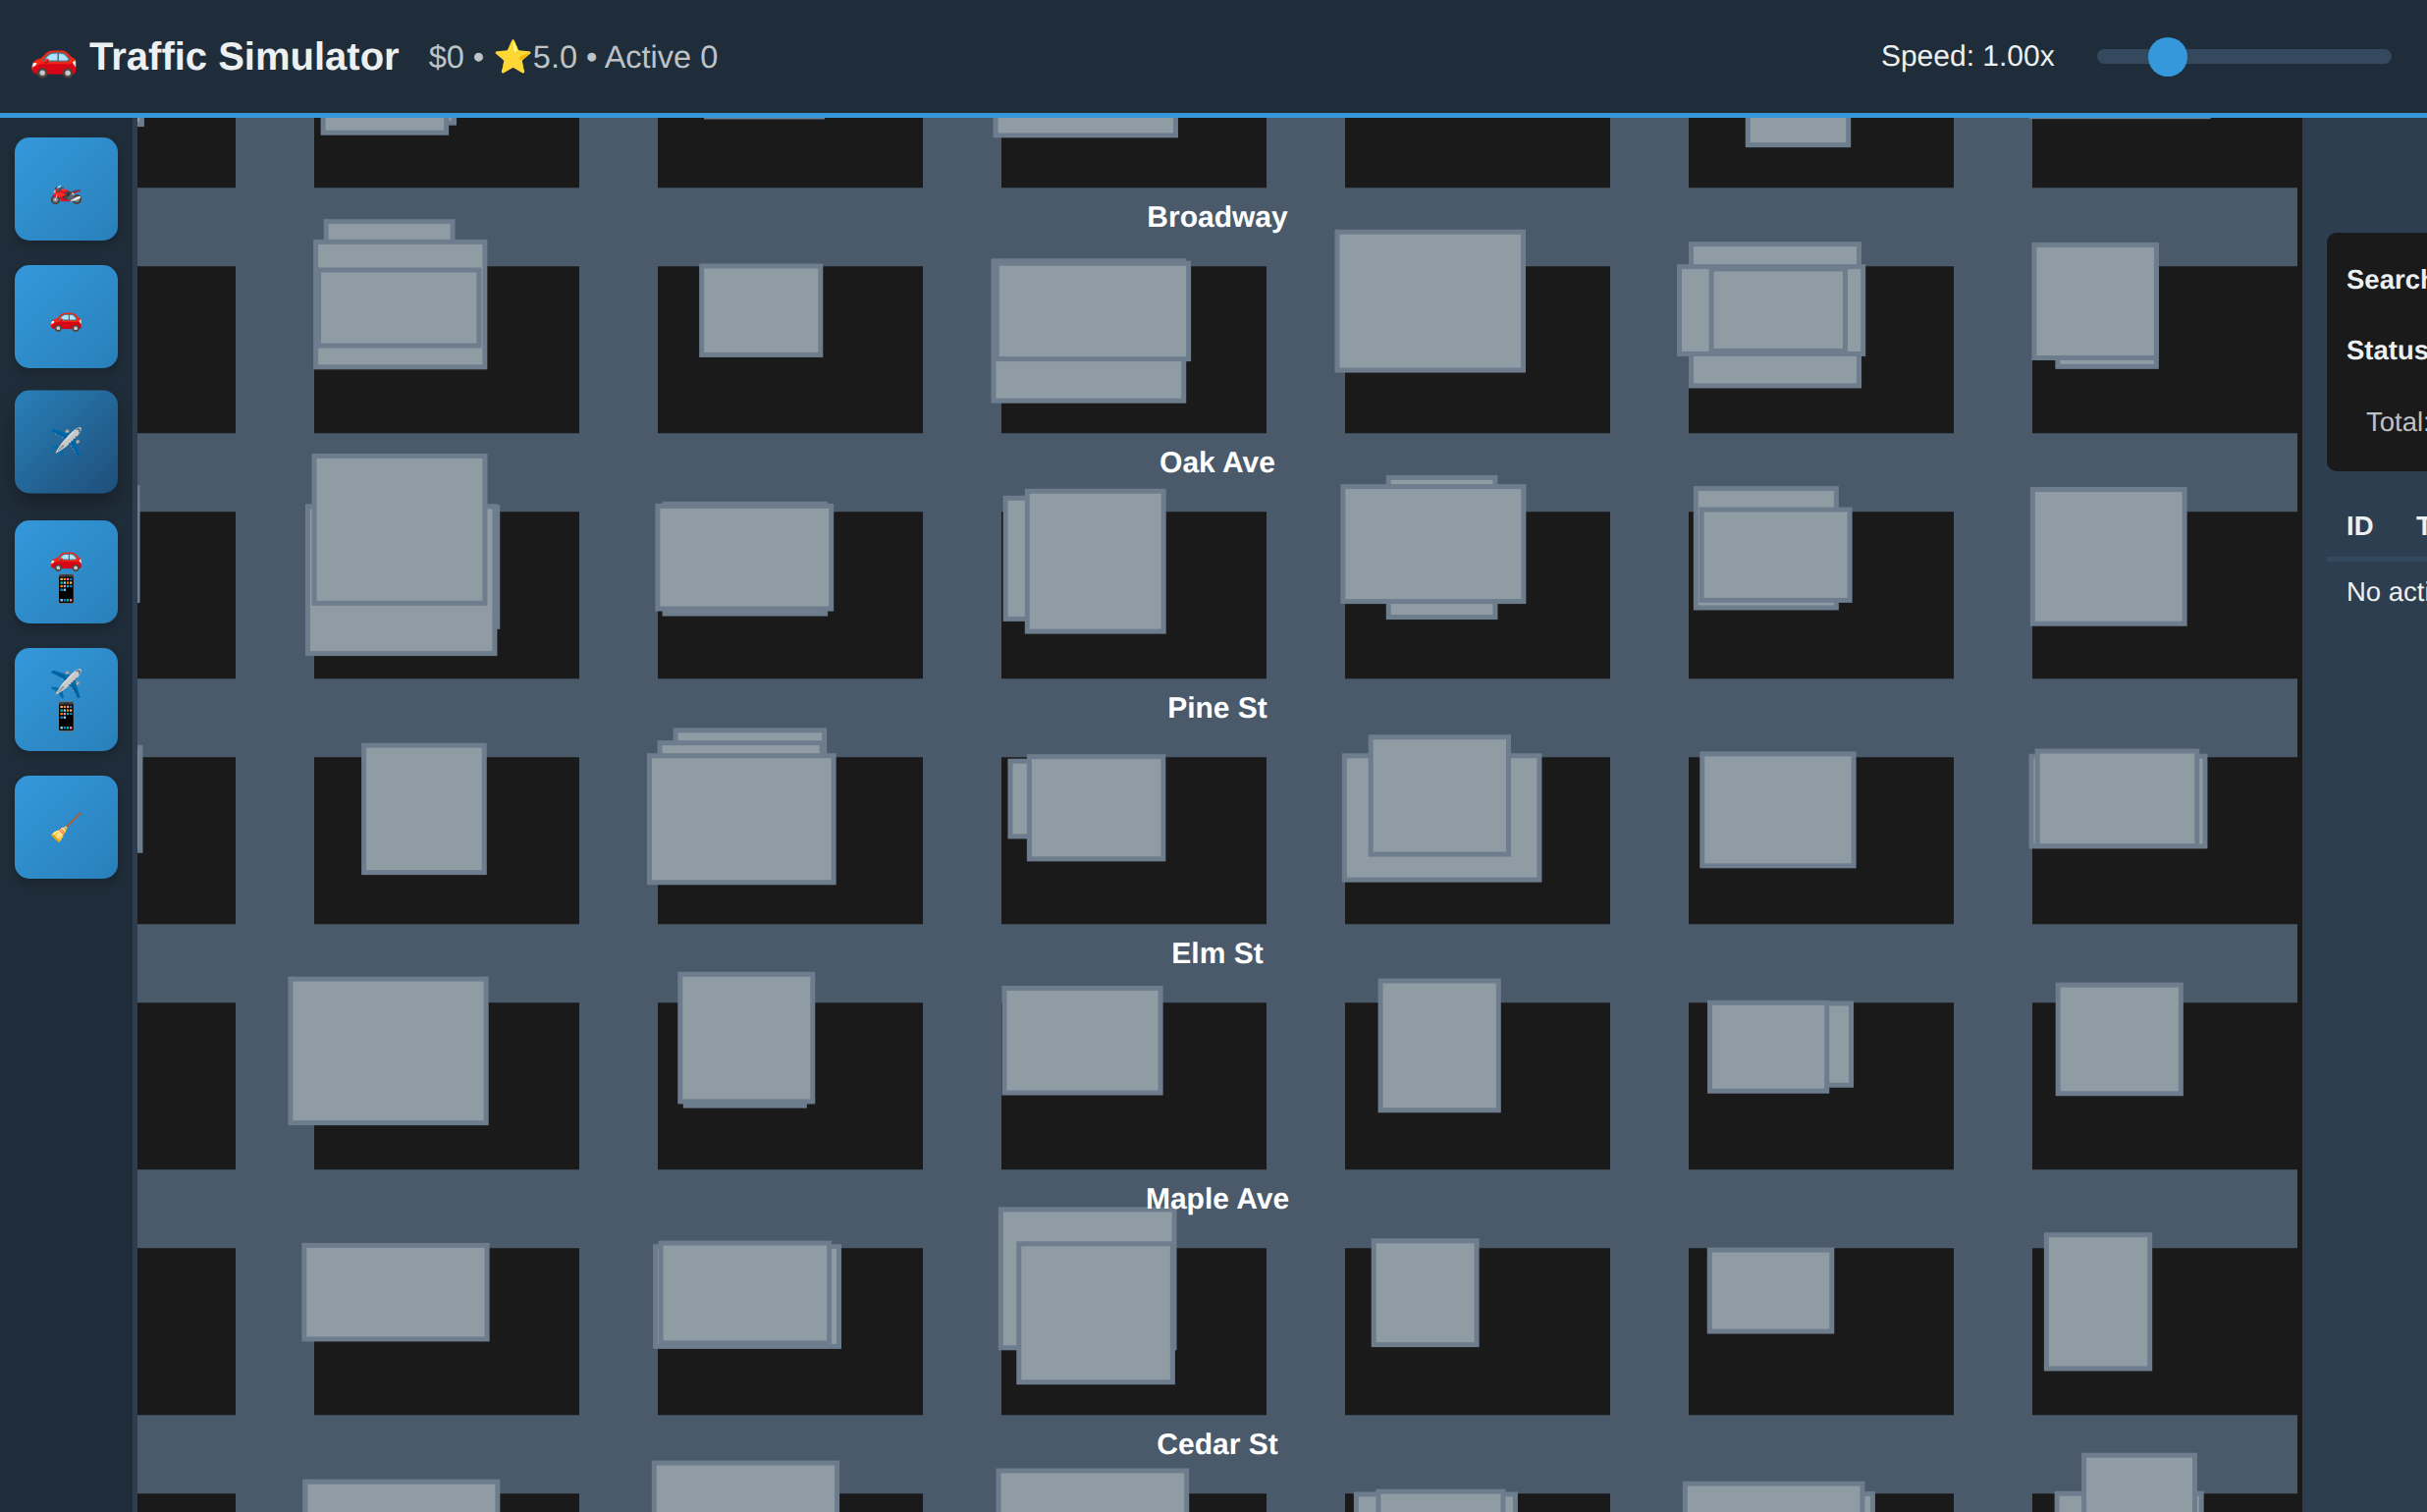 Traffic Simulator $0 • ⭐5.0 • Active 0
Speed: 1.00x
Broadway
Oak Ave
Pine St
Elm St
Maple Ave
Cedar St
Search
Status
Total:
ID
No acti